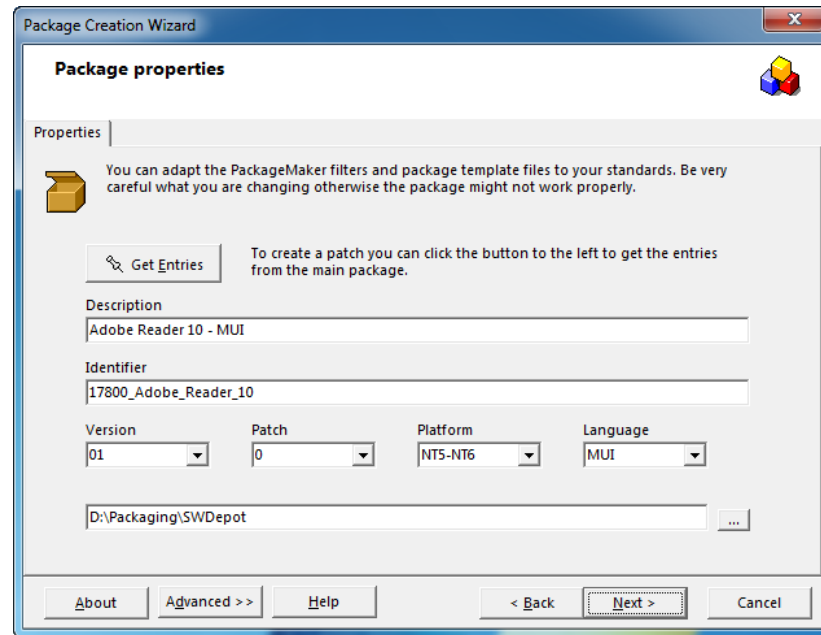 Package Creation Wizard
Package properties
Properties
You can adapt the PackageMaker filters and package template files to your standards. Be very
careful what you are changing otherwise the package might not work properly.
Get Entries
To create a patch you can click the button to the left to get the entries
from the main package.
Description
Adobe Reader 10 - MUI
Identifier
17800_Adobe_Reader_10
Version Patch Platform Language
01 0 NT5-NT6 MUI
D:\Packaging\SWDepot
...
About Advanced >> Help < Back Next > Cancel